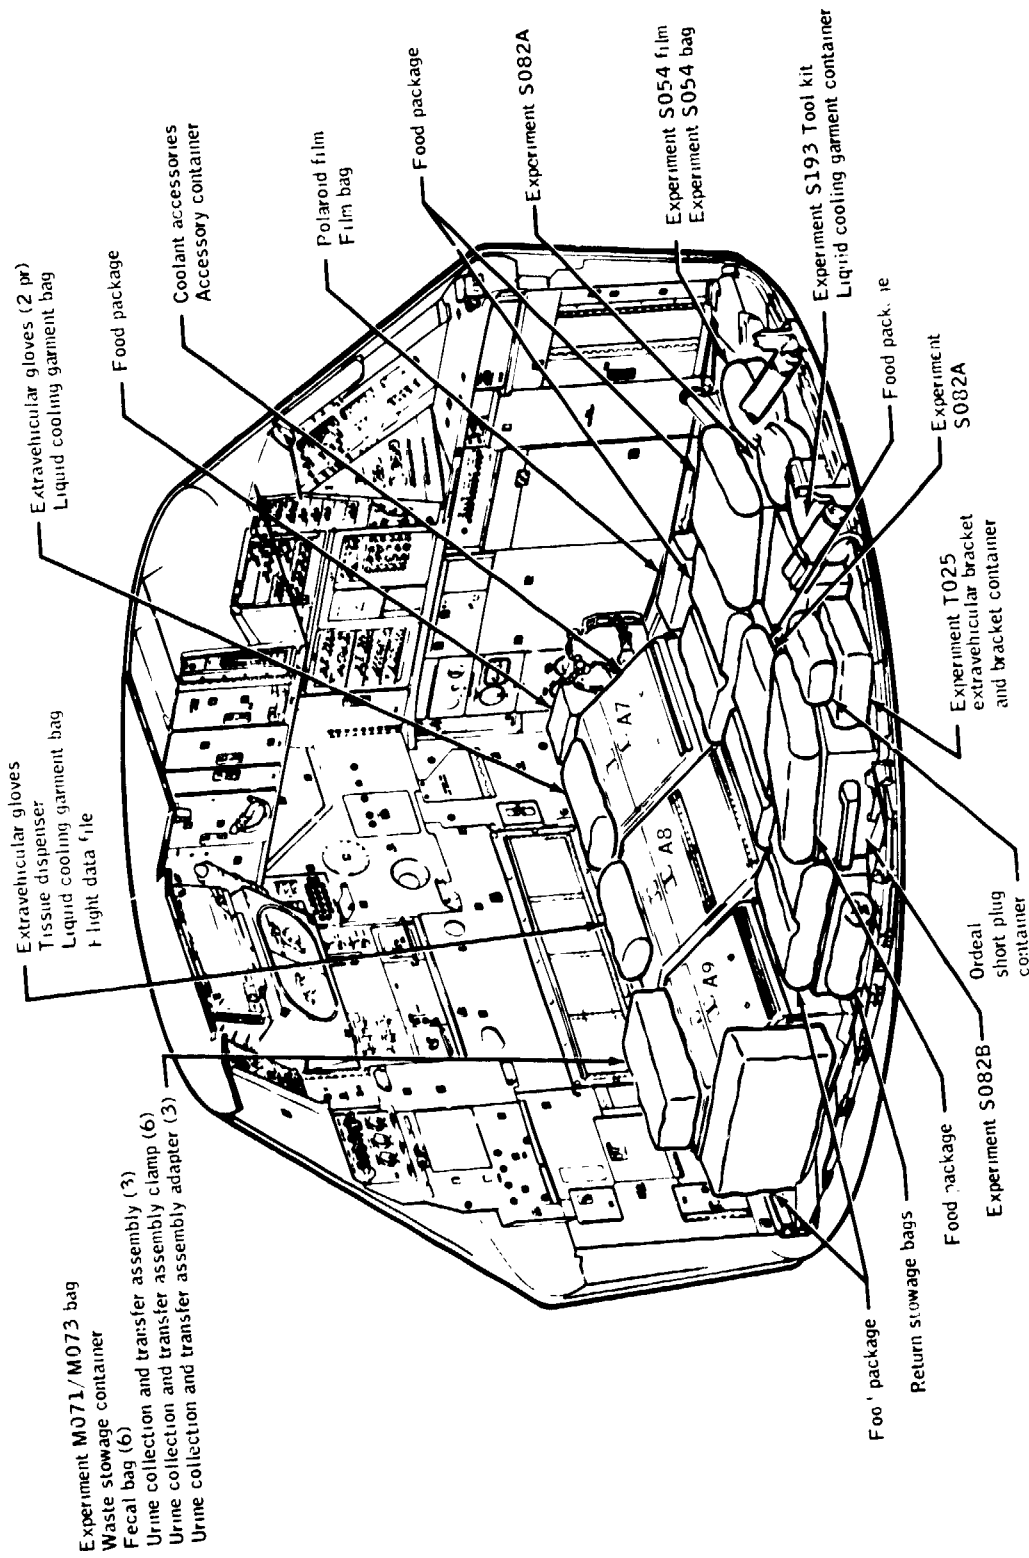 Experiment M071/M073 bag
Waste stowage container
Fecal bag (6)
Urine collection and transfer assembly (3)
Urine collection and transfer assembly clamp (6)
Urine collection and transfer assembly adapter (3)
Extravehicular gloves
Tissue dispenser
Liquid cooling garment bag
Flight data file
Extravehicular gloves (2 pr)
Liquid cooling garment bag
Food package
Coolant accessories
Accessory container
Polaroid film
Film bag
Food package
Experiment S082A
Experiment S054 film
Experiment S054 bag
Experiment S193 Tool kit
Liquid cooling garment container
Food pack
Experiment
S082A
Experiment T025
extravehicular bracket
and bracket container
Ordeal
short plug
container
Experiment S082B
Food package
Return stowage bags
Foo' package
A7
A8
A9